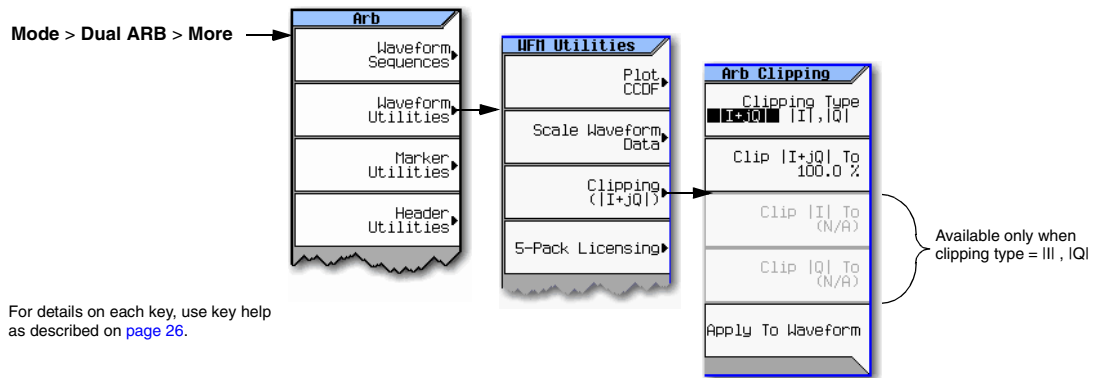 Mode > Dual ARB > More
Arb
Waveform
Sequences
Waveform
Utilities
Marker
Utilities
Header
Utilities
WFM Utilities
Plot
CCDF
Scale Waveform
Data
Clipping
(|I+jQ|)
5-Pack Licensing
Arb Clipping
Clipping Type
|I+jQ| |I|,|Q|
Clip |I+jQ| To
100.0 %
Clip |I| To
(N/A)
Clip |Q| To
(N/A)
Apply To Waveform
Available only when
clipping type = |I| , |Q|
For details on each key, use key help
as described on page 26.